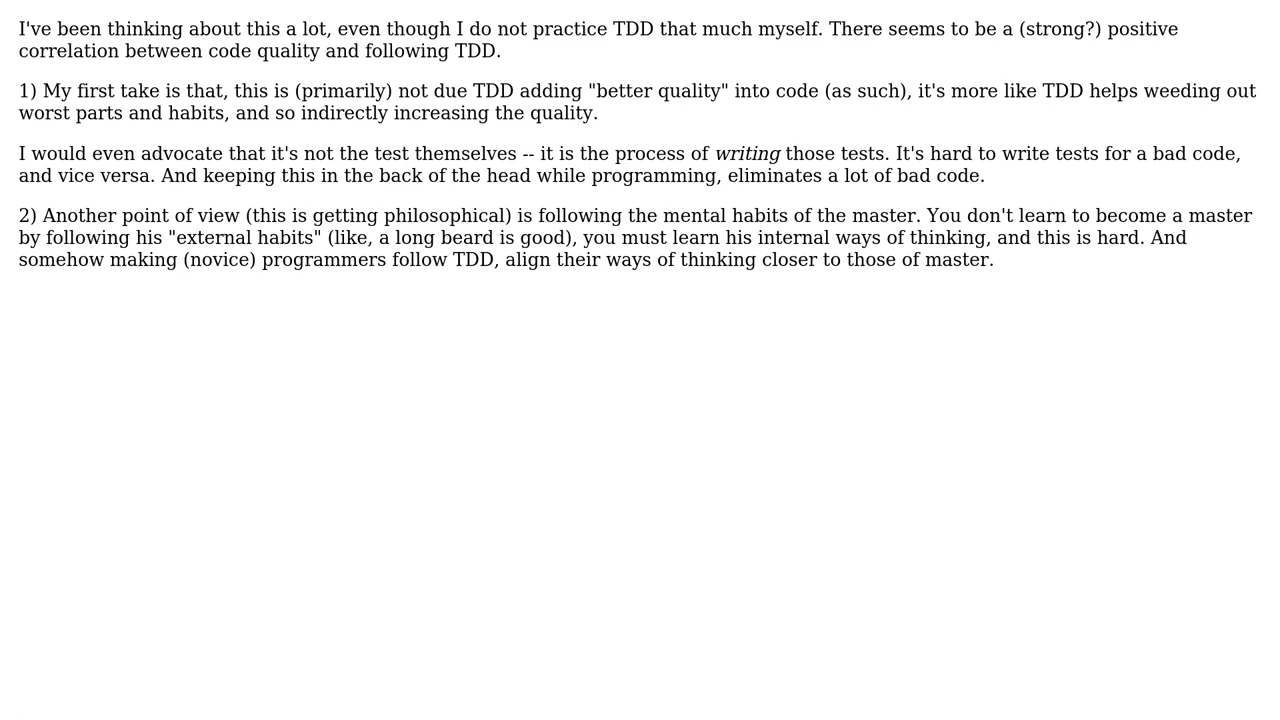 I've been thinking about this a lot, even though I do not practice TDD that much myself. There seems to be a (strong?) positive
correlation between code quality and following TDD.
1) My first take is that, this is (primarily) not due TDD adding "better quality" into code (as such), it's more like TDD helps weeding out
worst parts and habits, and so indirectly increasing the quality.
I would even advocate that it's not the test themselves -- it is the process of writing those tests. It's hard to write tests for a bad code,
and vice versa. And keeping this in the back of the head while programming, eliminates a lot of bad code.
2) Another point of view (this is getting philosophical) is following the mental habits of the master. You don't learn to become a master
by following his "external habits" (like, a long beard is good), you must learn his internal ways of thinking, and this is hard. And
somehow making (novice) programmers follow TDD, align their ways of thinking closer to those of master.